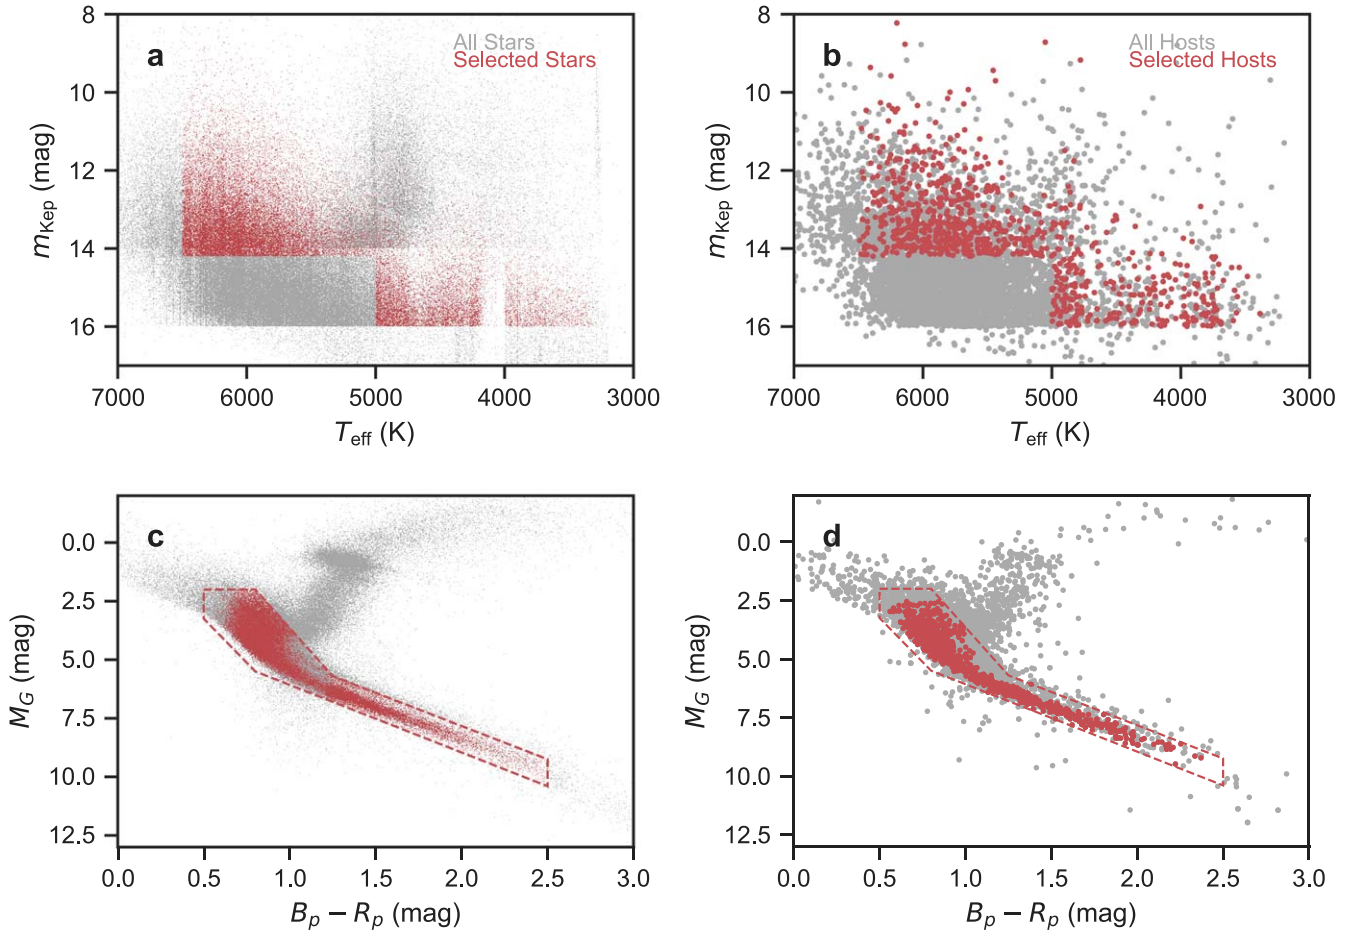 a
All Stars
Selected Stars
8
10
12
14
16
m_Kep (mag)
7000 6000 5000 4000 3000
T_eff (K)
b
All Hosts
Selected Hosts
8
10
12
14
16
m_Kep (mag)
7000 6000 5000 4000 3000
T_eff (K)
c
0.0
2.5
5.0
7.5
10.0
12.5
M_G (mag)
0.0 0.5 1.0 1.5 2.0 2.5 3.0
B_p − R_p (mag)
d
0.0
2.5
5.0
7.5
10.0
12.5
M_G (mag)
0.0 0.5 1.0 1.5 2.0 2.5 3.0
B_p − R_p (mag)